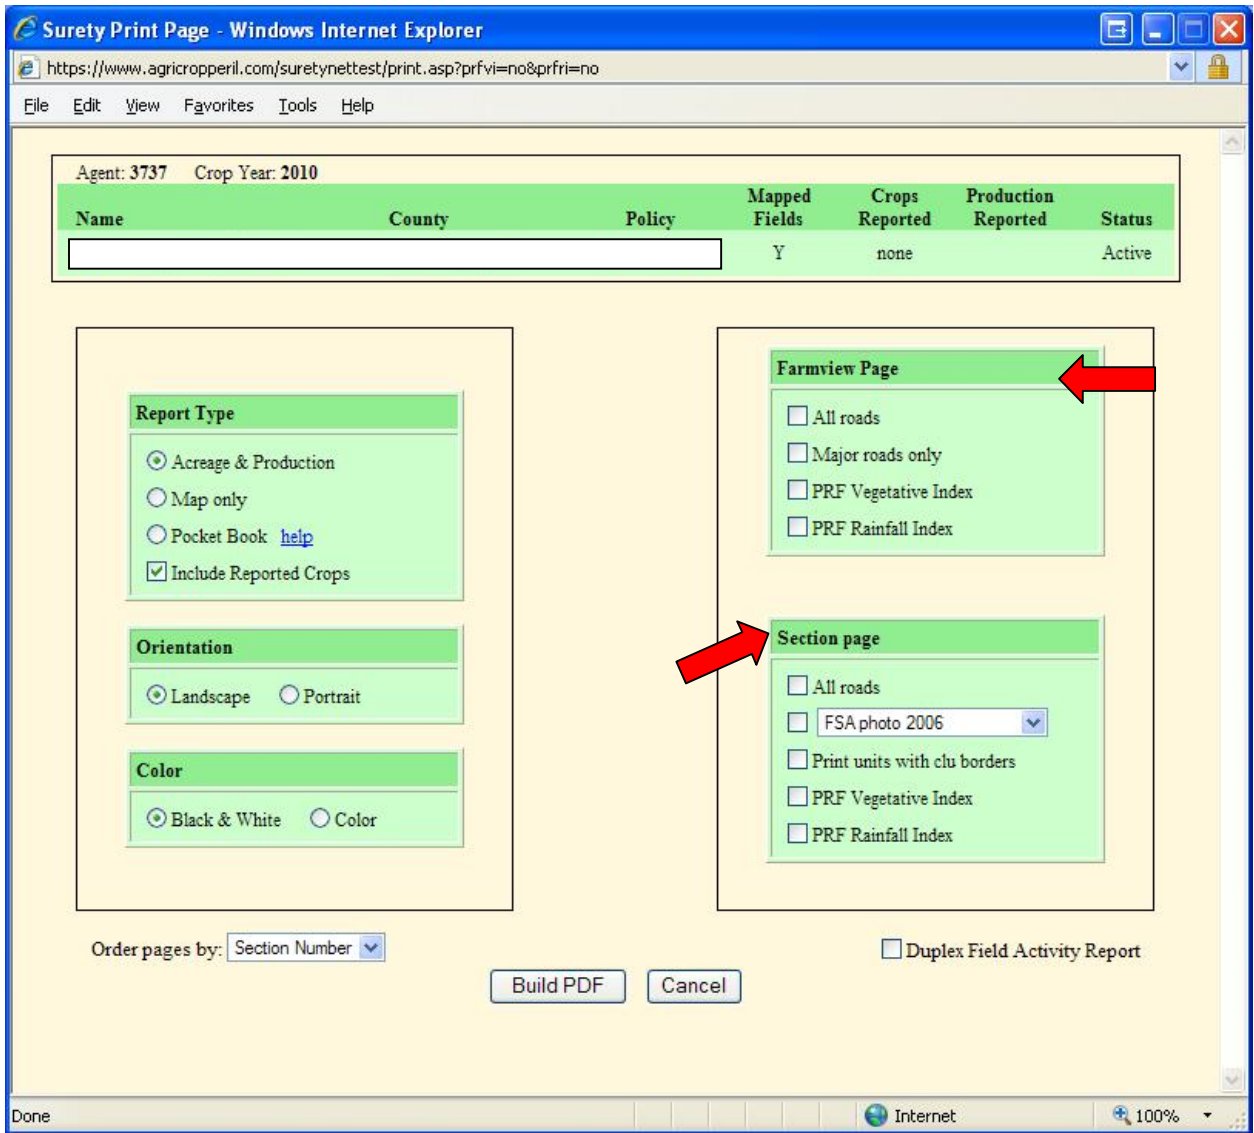 Surety Print Page - Windows Internet Explorer
https://www.agricropperil.com/suretynettest/print.asp?prfvi=no&prfri=no
File Edit View Favorites Tools Help
Agent: 3737 Crop Year: 2010
Name County Policy Mapped Fields Crops Reported Production Reported Status
Y none Active
Report Type
Acreage & Production
Map only
Pocket Book help
Include Reported Crops
Orientation
Landscape Portrait
Color
Black & White Color
Farmview Page
All roads
Major roads only
PRF Vegetative Index
PRF Rainfall Index
Section page
All roads
FSA photo 2006
Print units with clu borders
PRF Vegetative Index
PRF Rainfall Index
Order pages by: Section Number
Duplex Field Activity Report
Build PDF Cancel
Done Internet 100%